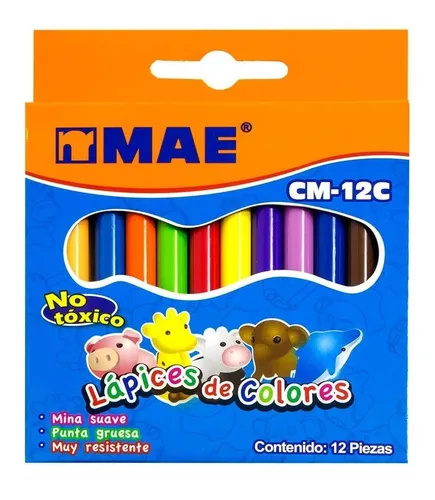 MAE®
CM-12C
No
tóxico
Lápices de Colores
• Mina suave
• Punta gruesa
• Muy resistente
Contenido: 12 Piezas